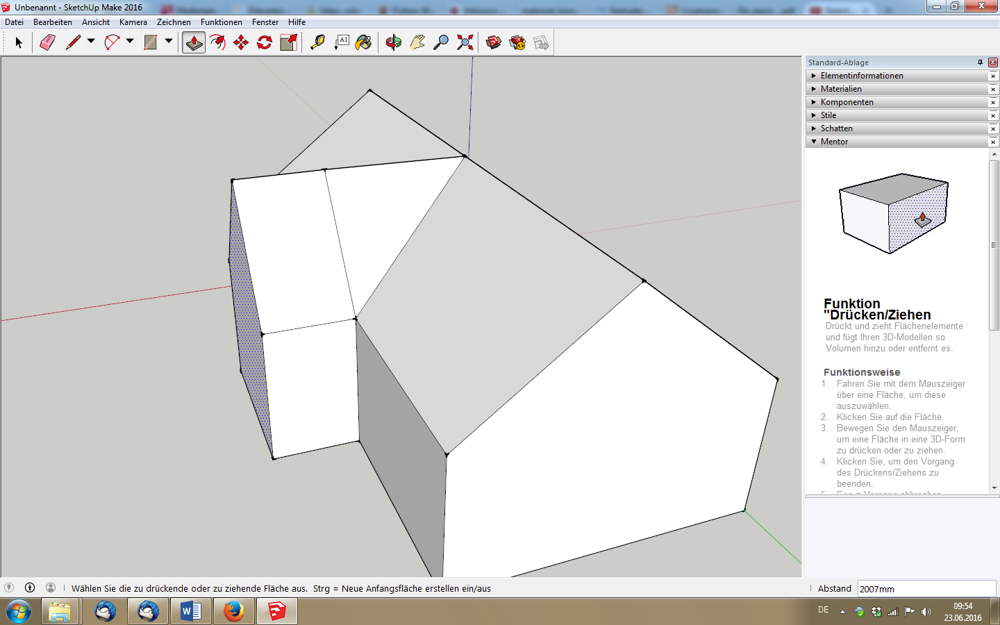 Unbenannt - SketchUp Make 2016
Datei Bearbeiten Ansicht Kamera Zeichnen Funktionen Fenster Hilfe
A1
Standard-Ablage
Elementinformationen
Materialien
Komponenten
Stile
Schatten
Mentor
Funktion
"Drücken/Ziehen
Drückt und zieht Flächenelemente
und fügt Ihren 3D-Modellen so
Volumen hinzu oder entfernt es.
Funktionsweise
1. Fahren Sie mit dem Mauszeiger
über eine Fläche, um diese
auszuwählen.
2. Klicken Sie auf die Fläche.
3. Bewegen Sie den Mauszeiger,
um eine Fläche in eine 3D-Form
zu drücken oder zu ziehen.
4. Klicken Sie, um den Vorgang
des Drückens/Ziehens zu
beenden.
Wählen Sie die zu drückende oder zu ziehende Fläche aus. Strg = Neue Anfangsfläche erstellen ein/aus
Abstand 2007mm
DE
09:54
23.06.2016